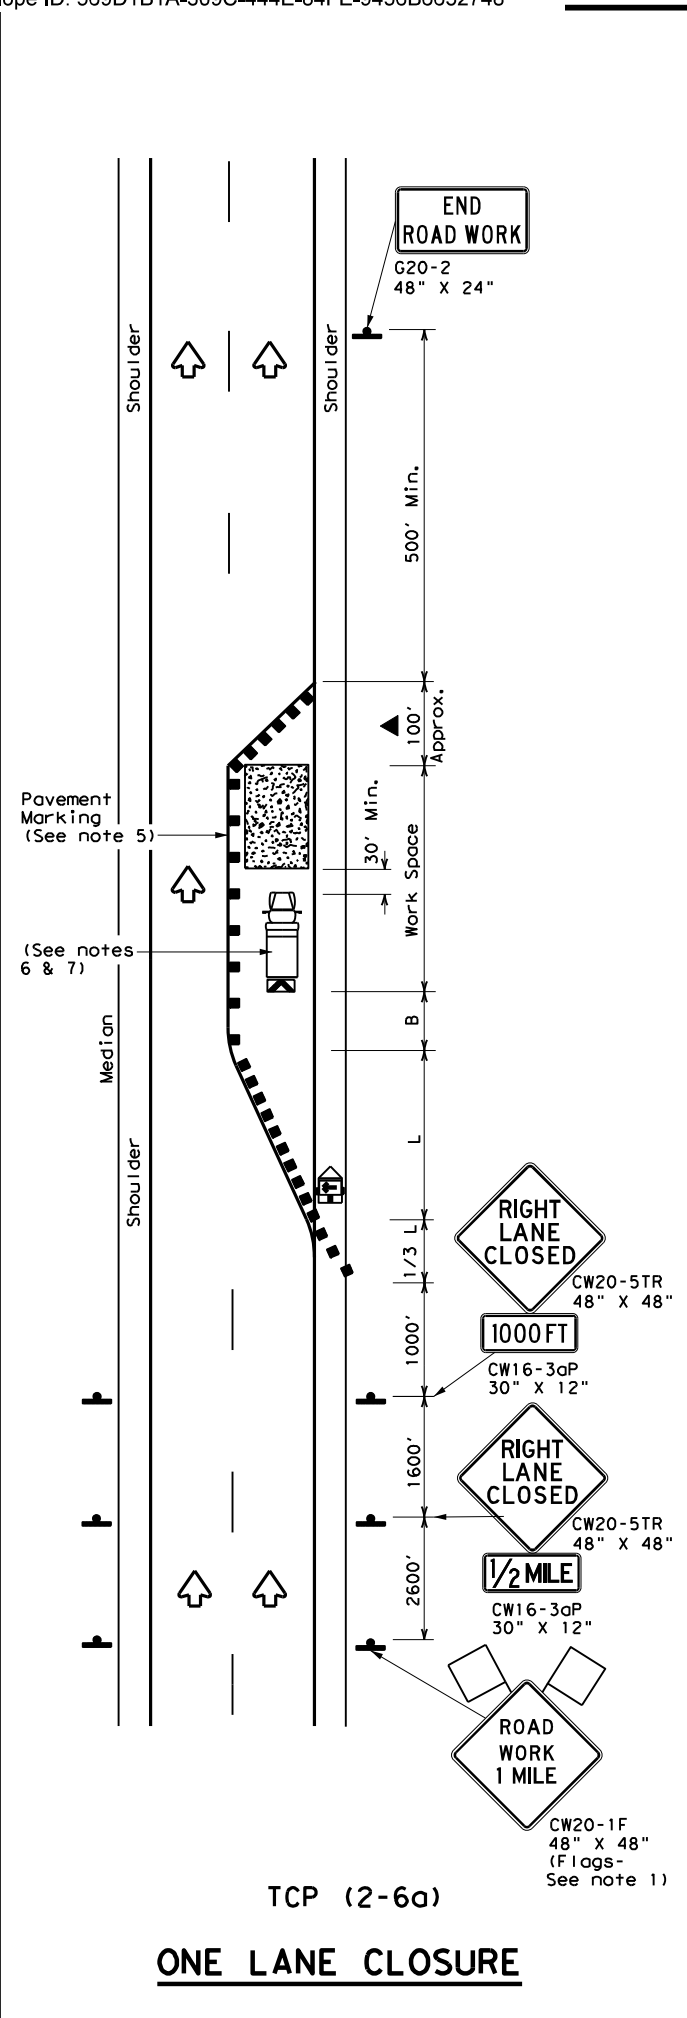 END
ROAD WORK
G20-2
48" X 24"
Shoulder
Shoulder
500' Min.
100'
Approx.
Pavement
Marking
(See note 5)
30' Min.
Work Space
(See notes
6 & 7)
B
Median
L
Shoulder
1/3 L
RIGHT
LANE
CLOSED
CW20-5TR
48" X 48"
1000 FT
CW16-3aP
30" X 12"
1000'
1600'
RIGHT
LANE
CLOSED
CW20-5TR
48" X 48"
1/2 MILE
CW16-3aP
30" X 12"
2600'
ROAD
WORK
1 MILE
CW20-1F
48" X 48"
(Flags-
See note 1)
TCP (2-6a)
ONE LANE CLOSURE